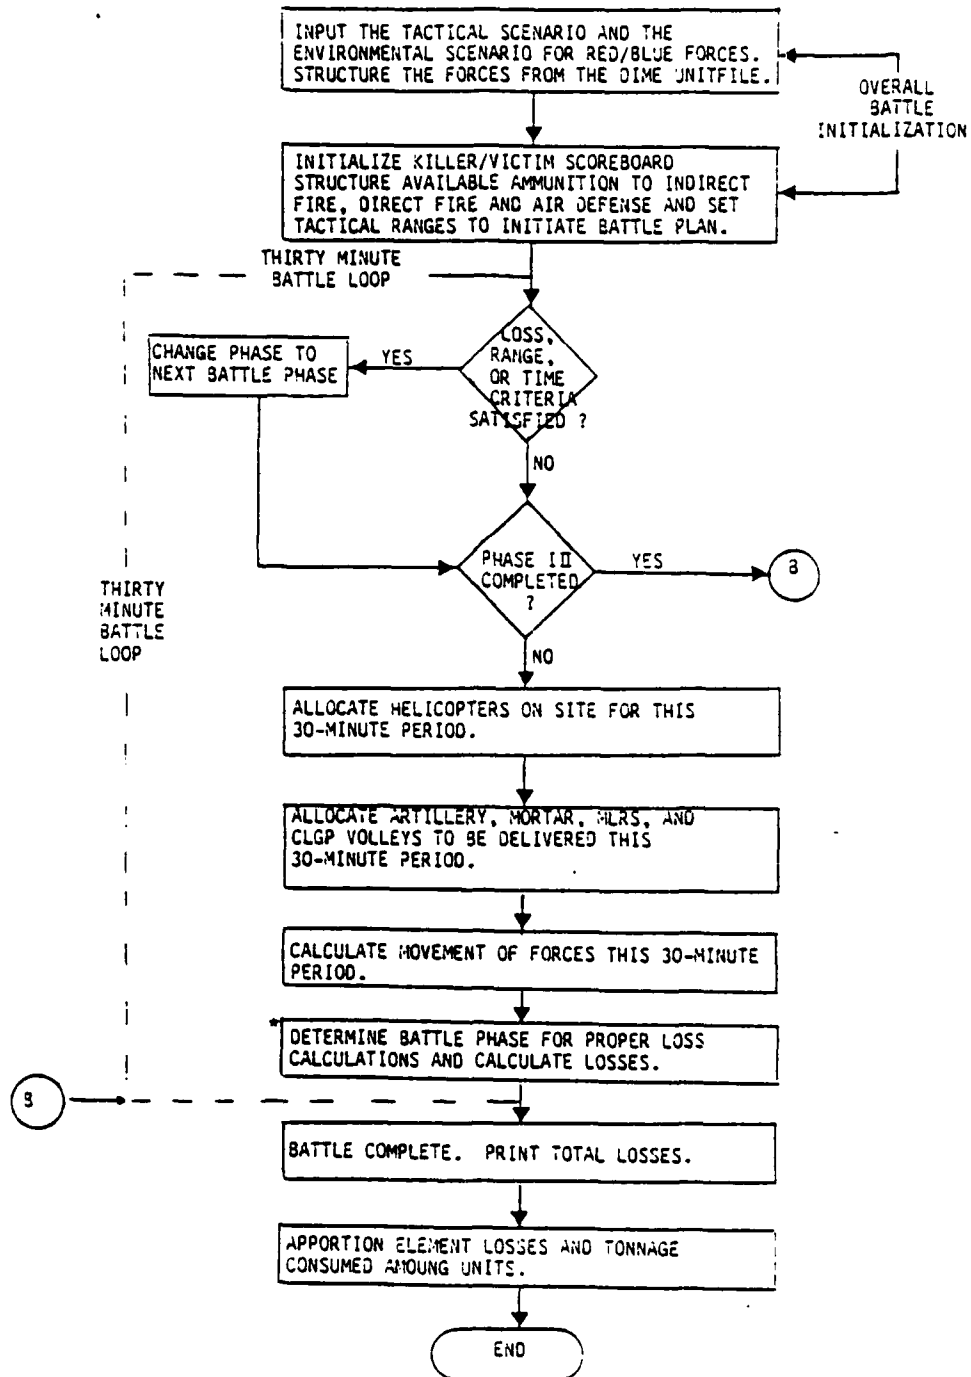 INPUT THE TACTICAL SCENARIO AND THE
ENVIRONMENTAL SCENARIO FOR RED/BLUE FORCES.
STRUCTURE THE FORCES FROM THE DIME UNITFILE.
OVERALL
BATTLE
INITIALIZATION
INITIALIZE KILLER/VICTIM SCOREBOARD
STRUCTURE AVAILABLE AMMUNITION TO INDIRECT
FIRE, DIRECT FIRE AND AIR DEFENSE AND SET
TACTICAL RANGES TO INITIATE BATTLE PLAN.
THIRTY MINUTE
BATTLE LOOP
LOSS,
RANGE,
OR TIME
CRITERIA
SATISFIED ?
YES
CHANGE PHASE TO
NEXT BATTLE PHASE
NO
PHASE III
COMPLETED
?
YES
B
THIRTY
MINUTE
BATTLE
LOOP
NO
ALLOCATE HELICOPTERS ON SITE FOR THIS
30-MINUTE PERIOD.
ALLOCATE ARTILLERY, MORTAR, MLRS, AND
CLGP VOLLEYS TO BE DELIVERED THIS
30-MINUTE PERIOD.
CALCULATE MOVEMENT OF FORCES THIS 30-MINUTE
PERIOD.
*
DETERMINE BATTLE PHASE FOR PROPER LOSS
CALCULATIONS AND CALCULATE LOSSES.
B
BATTLE COMPLETE. PRINT TOTAL LOSSES.
APPORTION ELEMENT LOSSES AND TONNAGE
CONSUMED AMOUNG UNITS.
END